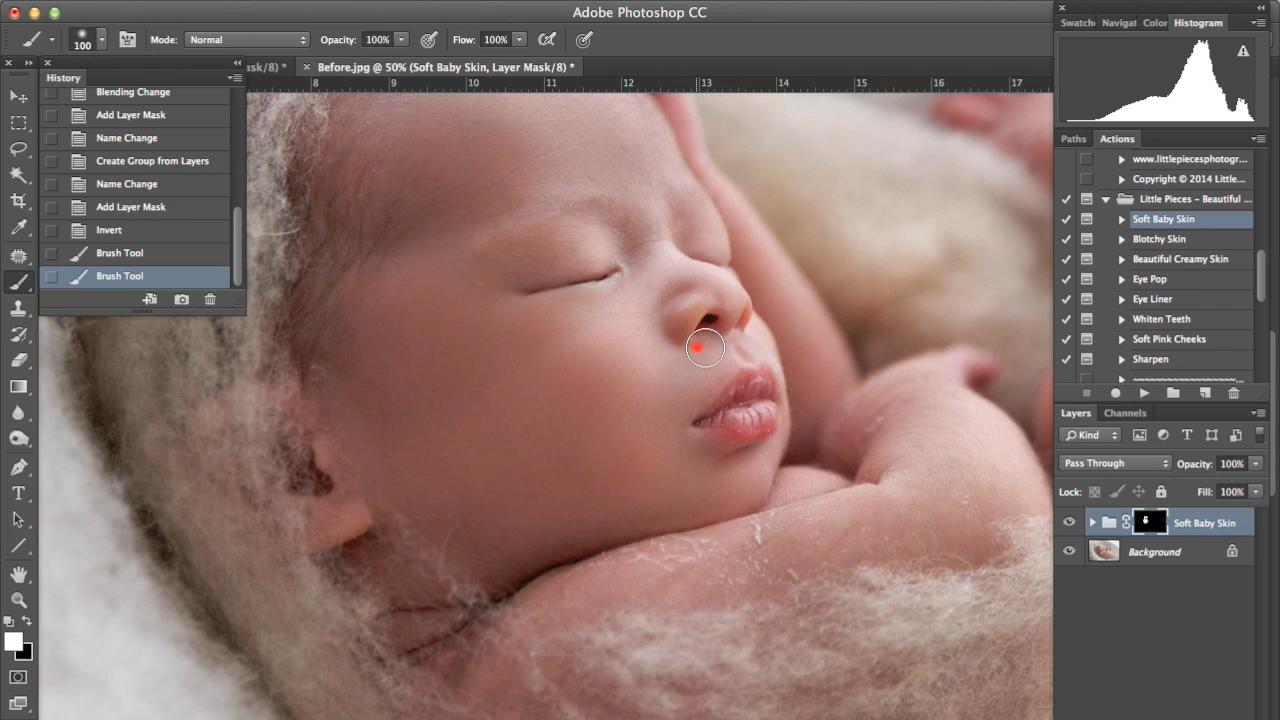 Adobe Photoshop CC
100
Mode: Normal
Opacity: 100%
Flow: 100%
ask/8) *
× Before.jpg @ 50% (Soft Baby Skin, Layer Mask/8) *
8 9 10 11 12 13 14 15 16 17
History
Blending Change
Add Layer Mask
Name Change
Create Group from Layers
Name Change
Add Layer Mask
Invert
Brush Tool
Brush Tool
Swatch Navigat Color Histogram
Paths Actions
www.littlepiecesphotogr...
Copyright © 2014 Little...
Little Pieces - Beautiful ...
Soft Baby Skin
Blotchy Skin
Beautiful Creamy Skin
Eye Pop
Eye Liner
Whiten Teeth
Soft Pink Cheeks
Sharpen
~~~~~~~~~~~~~~~~~~...
Layers Channels
Kind
Pass Through Opacity: 100%
Lock: Fill: 100%
Soft Baby Skin
Background